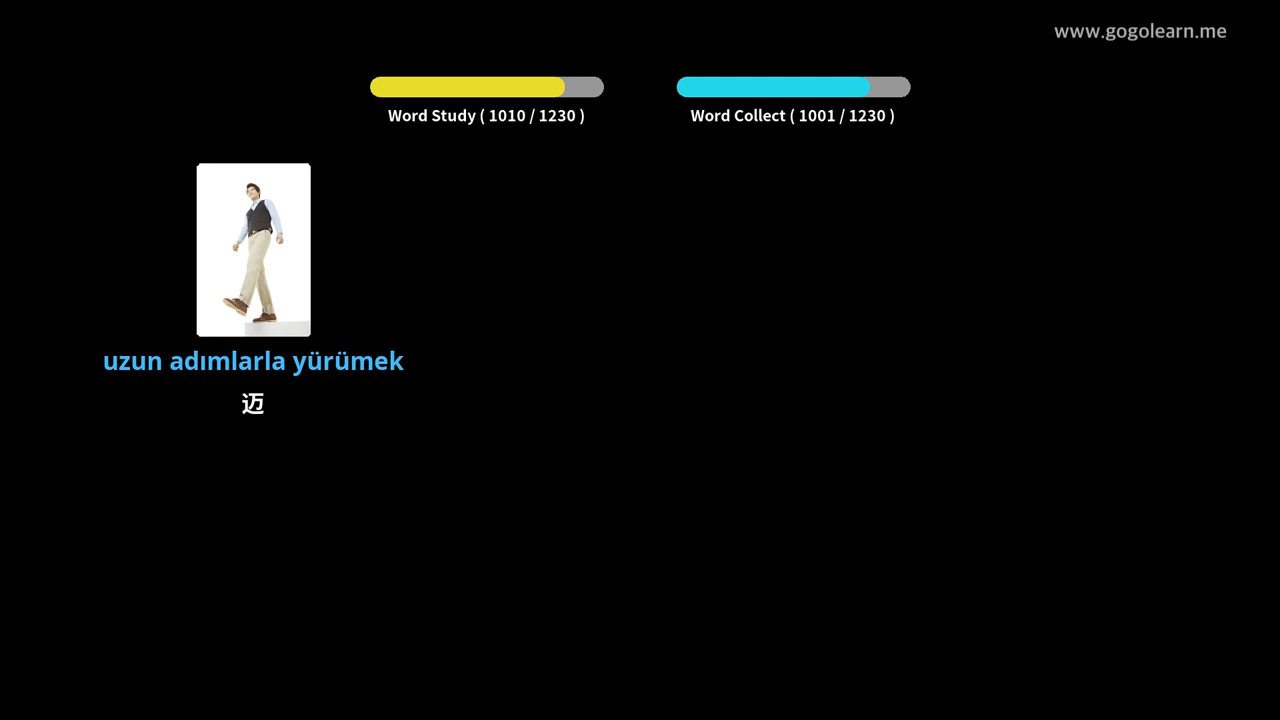 www.gogolearn.me
Word Study ( 1010 / 1230 )
Word Collect ( 1001 / 1230 )
uzun adımlarla yürümek
迈